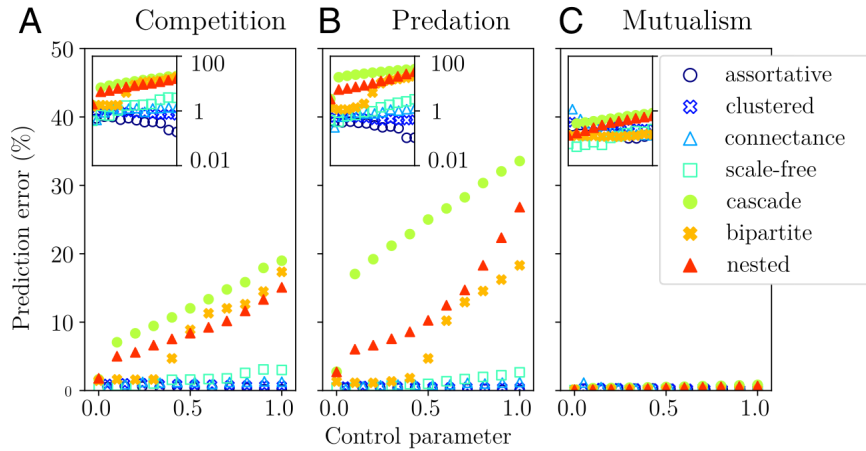 A Competition
B Predation
C Mutualism
50
40
30
20
10
0
Prediction error (%)
100
1
0.01
100
1
0.01
0.0 0.5 1.0
0.0 0.5 1.0
0.0 0.5 1.0
Control parameter
assortative
clustered
connectance
scale-free
cascade
bipartite
nested